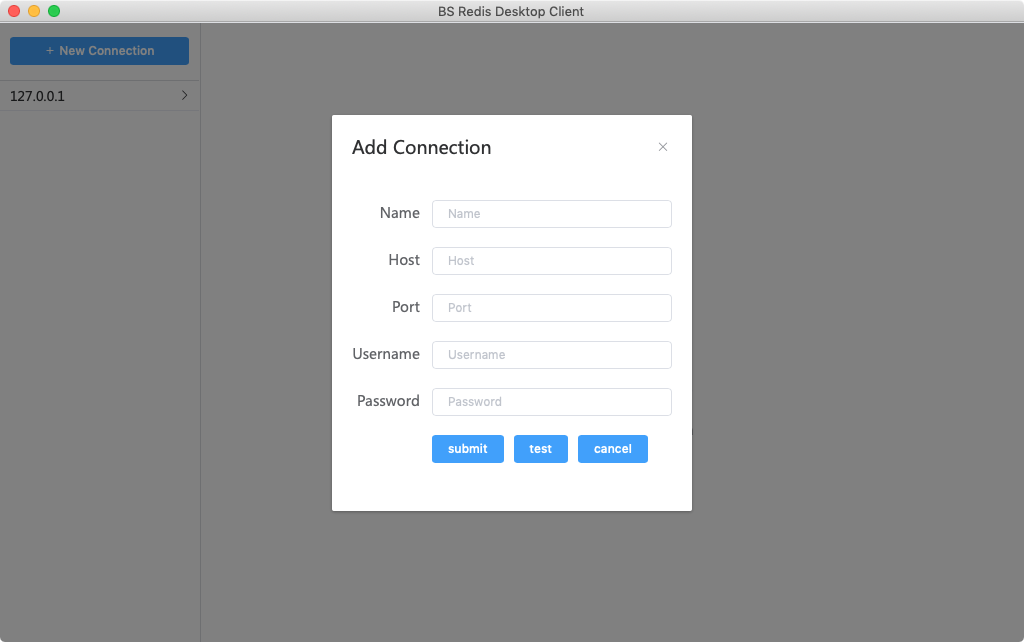 BS Redis Desktop Client
+ New Connection
127.0.0.1
Add Connection
Name Name
Host Host
Port Port
Username Username
Password Password
submit test cancel